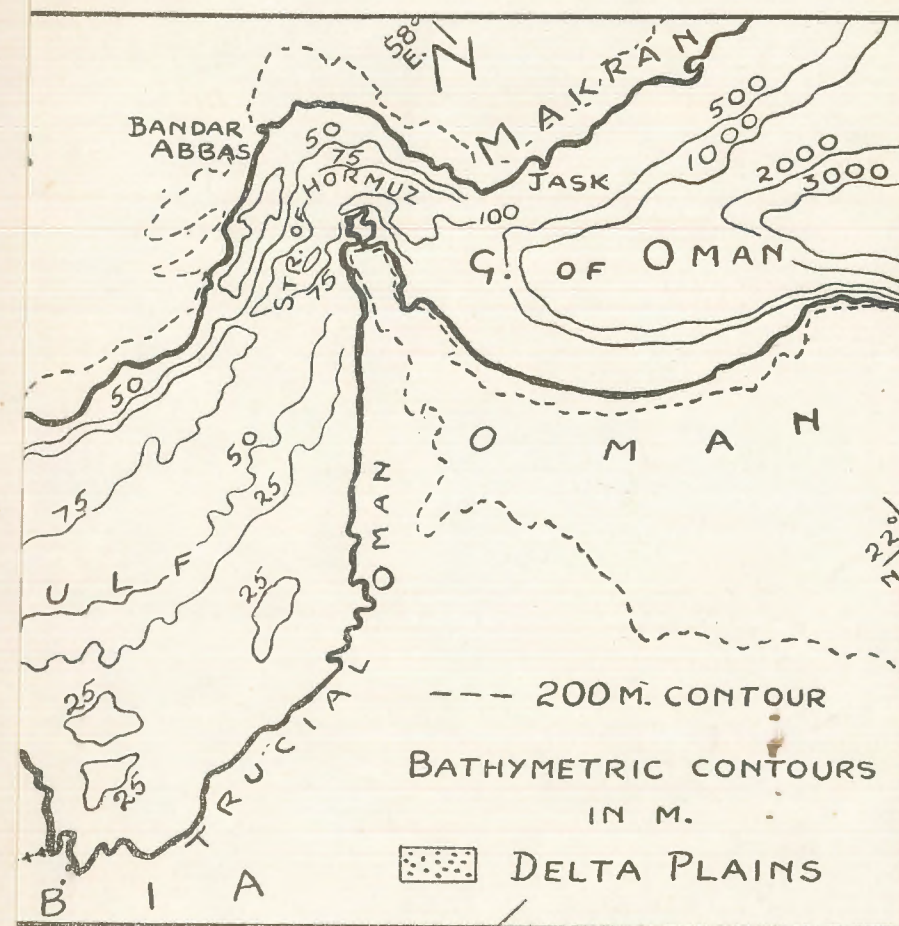 58°
E.
N
MAKRAN
BANDAR
ABBAS
50
75
STR. OF HORMUZ
75
JASK
100
500
1000
2000
3000
G. OF OMAN
50
75
50
25
ULF
25
25
25
OMAN
TRUCIAL OMAN
22°
N
--- 200 M. CONTOUR
BATHYMETRIC CONTOURS
IN M.
DELTA PLAINS
BIA